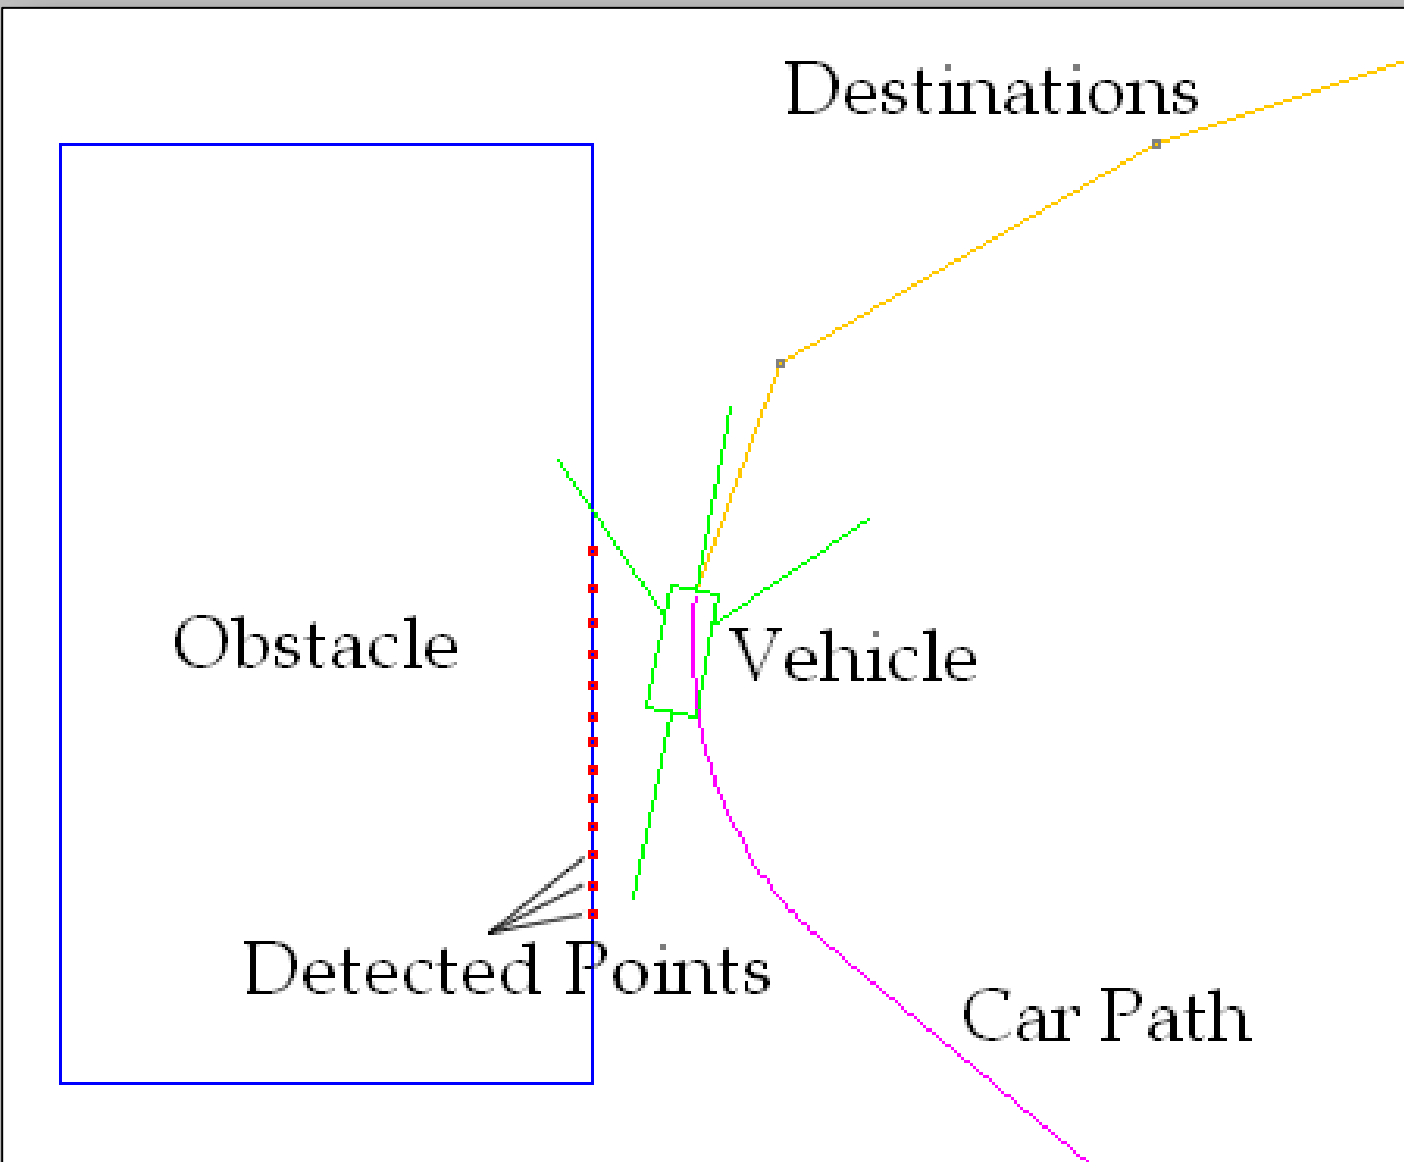 Destinations
Obstacle
Vehicle
Detected Points
Car Path